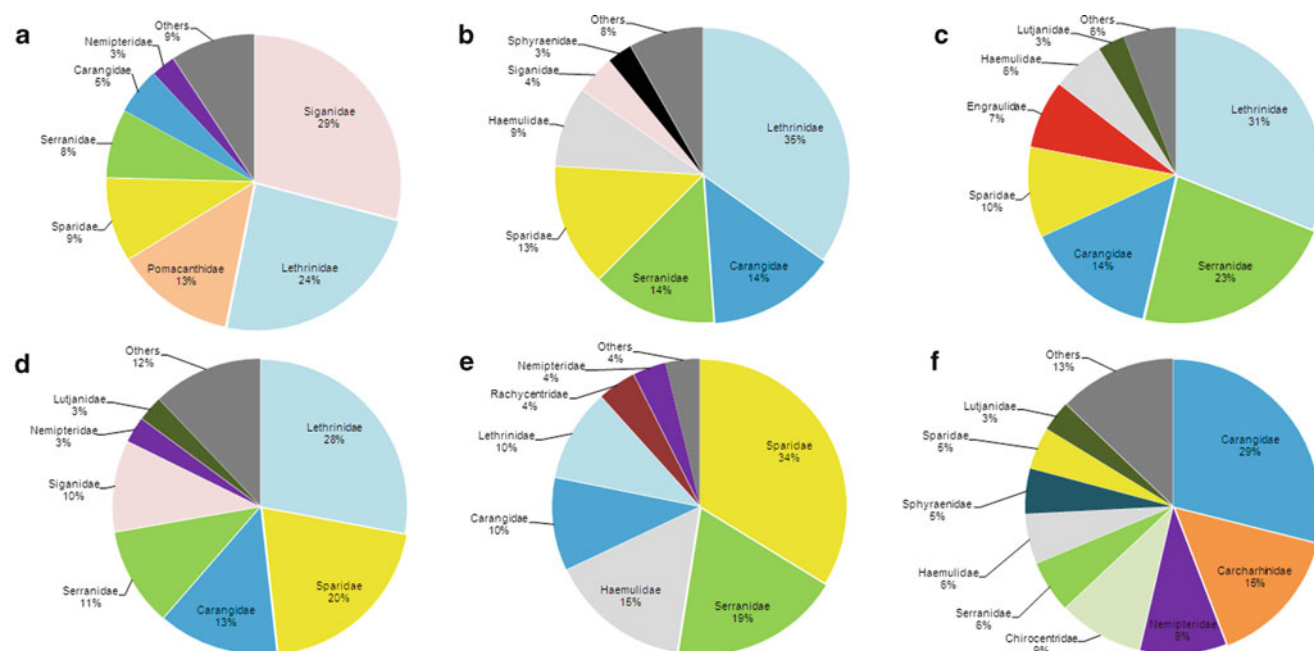 a
Others
9%
Nemipteridae
3%
Carangidae
5%
Serranidae
8%
Sparidae
9%
Pomacanthidae
13%
Lethrinidae
24%
Siganidae
29%
b
Others
8%
Sphyraenidae
3%
Siganidae
4%
Haemulidae
9%
Sparidae
13%
Serranidae
14%
Carangidae
14%
Lethrinidae
35%
c
Others
6%
Lutjanidae
3%
Haemulidae
6%
Engraulidae
7%
Sparidae
10%
Carangidae
14%
Serranidae
23%
Lethrinidae
31%
d
Others
12%
Lutjanidae
3%
Nemipteridae
3%
Siganidae
10%
Serranidae
11%
Carangidae
13%
Sparidae
20%
Lethrinidae
28%
e
Others
4%
Nemipteridae
4%
Rachycentridae
4%
Lethrinidae
10%
Carangidae
10%
Haemulidae
15%
Serranidae
19%
Sparidae
34%
f
Others
13%
Lutjanidae
3%
Sparidae
5%
Sphyraenidae
5%
Haemulidae
6%
Serranidae
6%
Chirocentridae
9%
Nemipteridae
9%
Carcharhinidae
15%
Carangidae
29%